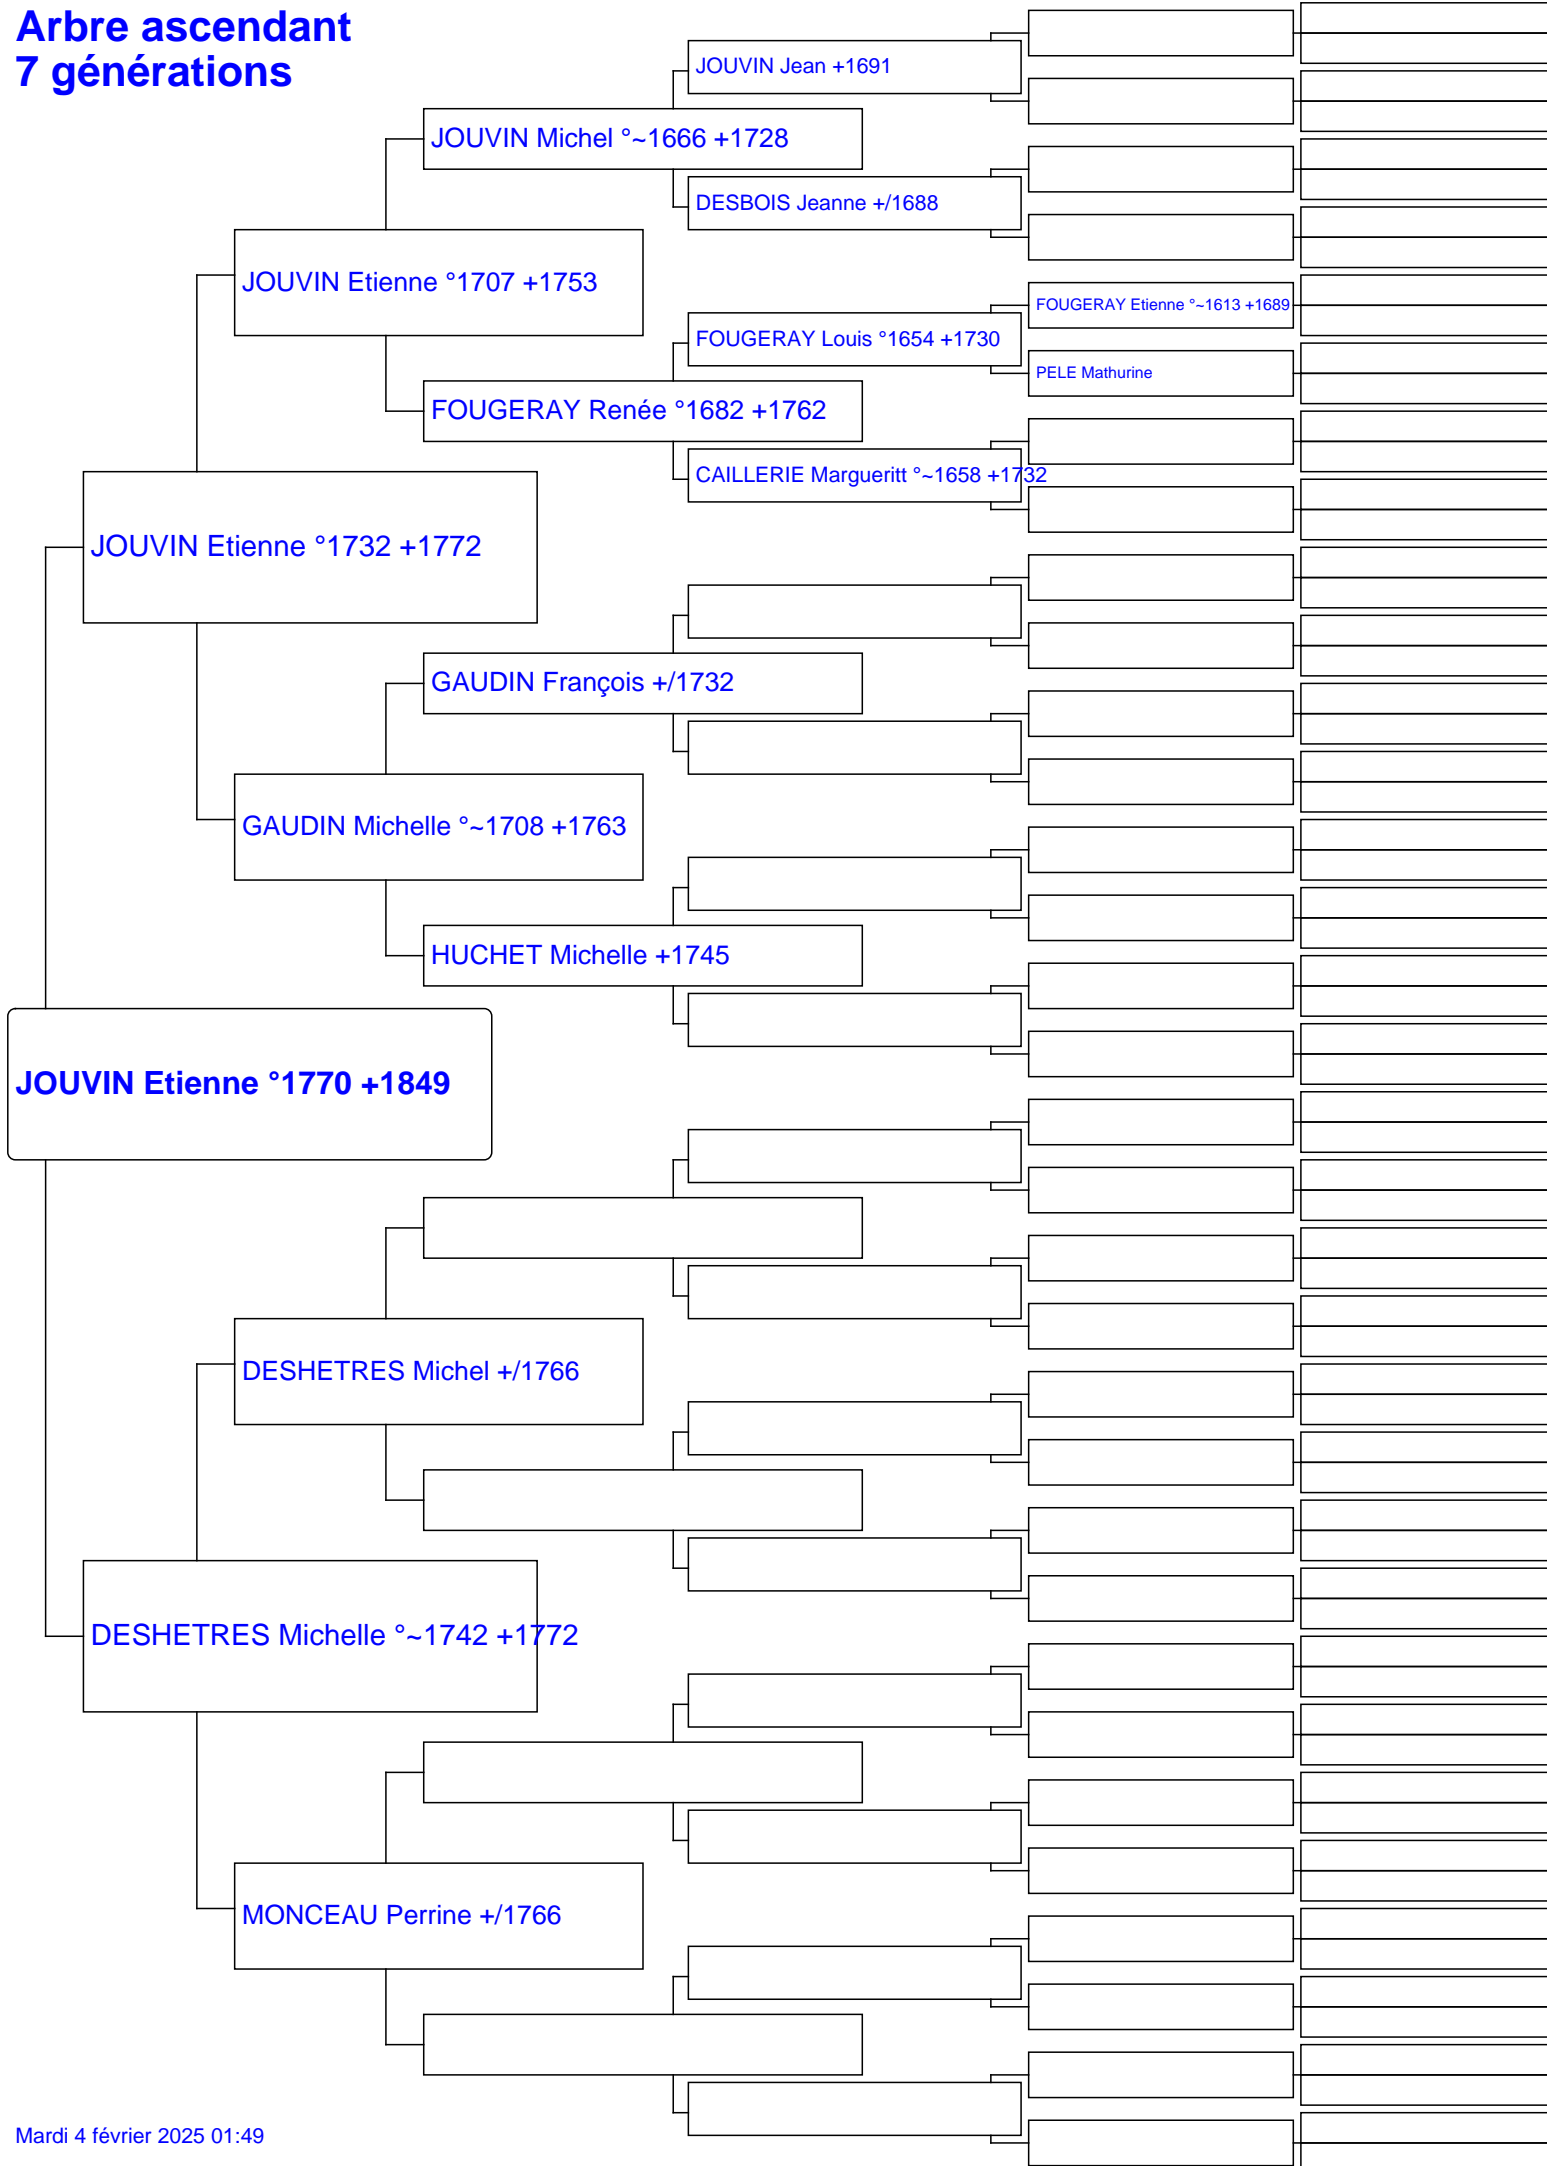 Arbre ascendant
7 générations
JOUVIN Jean +1691
JOUVIN Michel °~1666 +1728
DESBOIS Jeanne +/1688
JOUVIN Etienne °1707 +1753
FOUGERAY Etienne °~1613 +1689
FOUGERAY Louis °1654 +1730
PELE Mathurine
FOUGERAY Renée °1682 +1762
CAILLERIE Margueritt °~1658 +1732
JOUVIN Etienne °1732 +1772
GAUDIN François +/1732
GAUDIN Michelle °~1708 +1763
HUCHET Michelle +1745
JOUVIN Etienne °1770 +1849
DESHETRES Michel +/1766
DESHETRES Michelle °~1742 +1772
MONCEAU Perrine +/1766
Mardi 4 février 2025 01:49